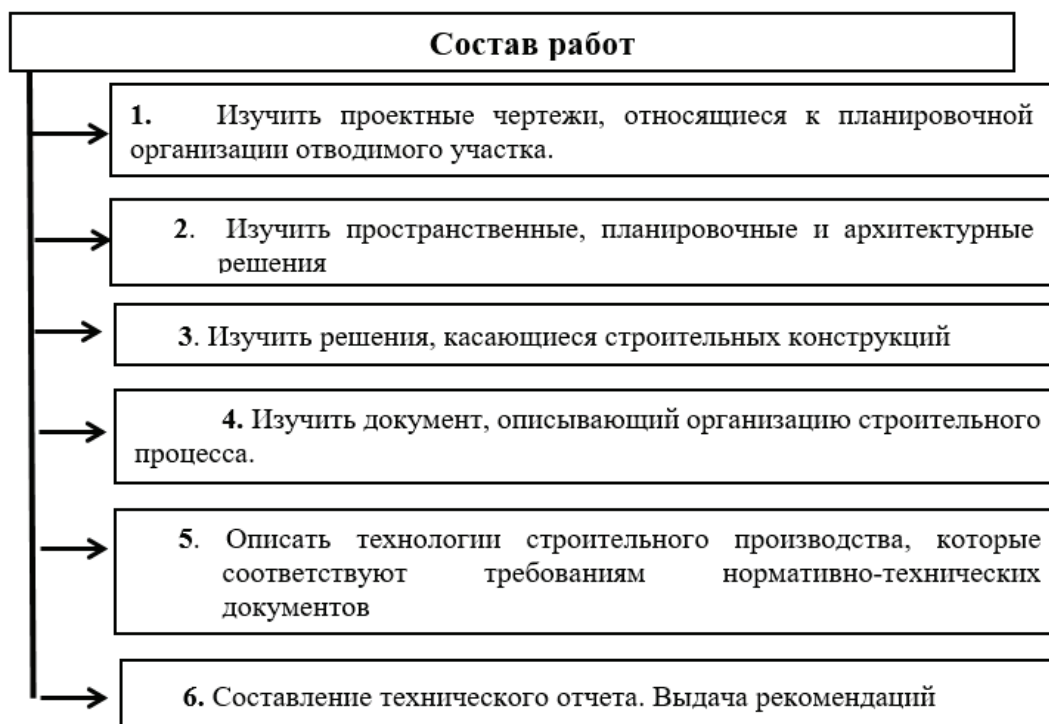 Состав работ
1. Изучить проектные чертежи, относящиеся к планировочной
организации отводимого участка.
2. Изучить пространственные, планировочные и архитектурные
решения
3. Изучить решения, касающиеся строительных конструкций
4. Изучить документ, описывающий организацию строительного
процесса.
5. Описать технологии строительного производства, которые
соответствуют требованиям нормативно-технических
документов
6. Составление технического отчета. Выдача рекомендаций